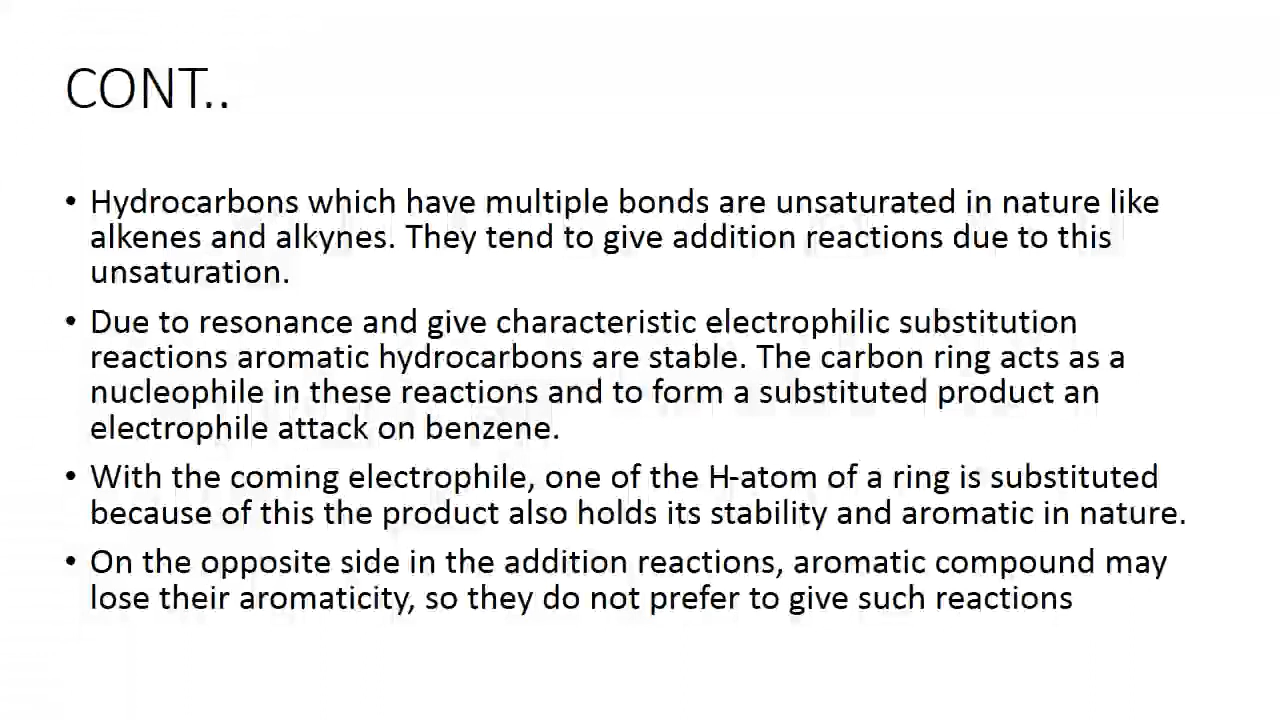 CONT..
• Hydrocarbons which have multiple bonds are unsaturated in nature like
alkenes and alkynes. They tend to give addition reactions due to this
unsaturation.
• Due to resonance and give characteristic electrophilic substitution
reactions aromatic hydrocarbons are stable. The carbon ring acts as a
nucleophile in these reactions and to form a substituted product an
electrophile attack on benzene.
• With the coming electrophile, one of the H-atom of a ring is substituted
because of this the product also holds its stability and aromatic in nature.
• On the opposite side in the addition reactions, aromatic compound may
lose their aromaticity, so they do not prefer to give such reactions